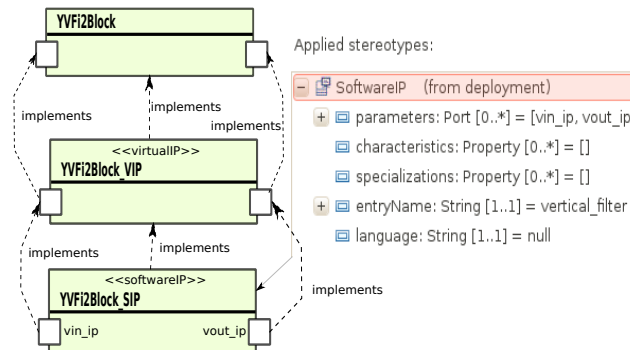 YVFi2Block
Applied stereotypes:
SoftwareIP (from deployment)
implements
implements
implements
parameters: Port [0..*] = [vin_ip, vout_ip
<<virtualIP>>
YVFi2Block_VIP
characteristics: Property [0..*] = []
specializations: Property [0..*] = []
entryName: String [1..1] = vertical_filter
language: String [1..1] = null
implements
implements
implements
<<softwareIP>>
YVFi2Block_SIP
vin_ip
vout_ip